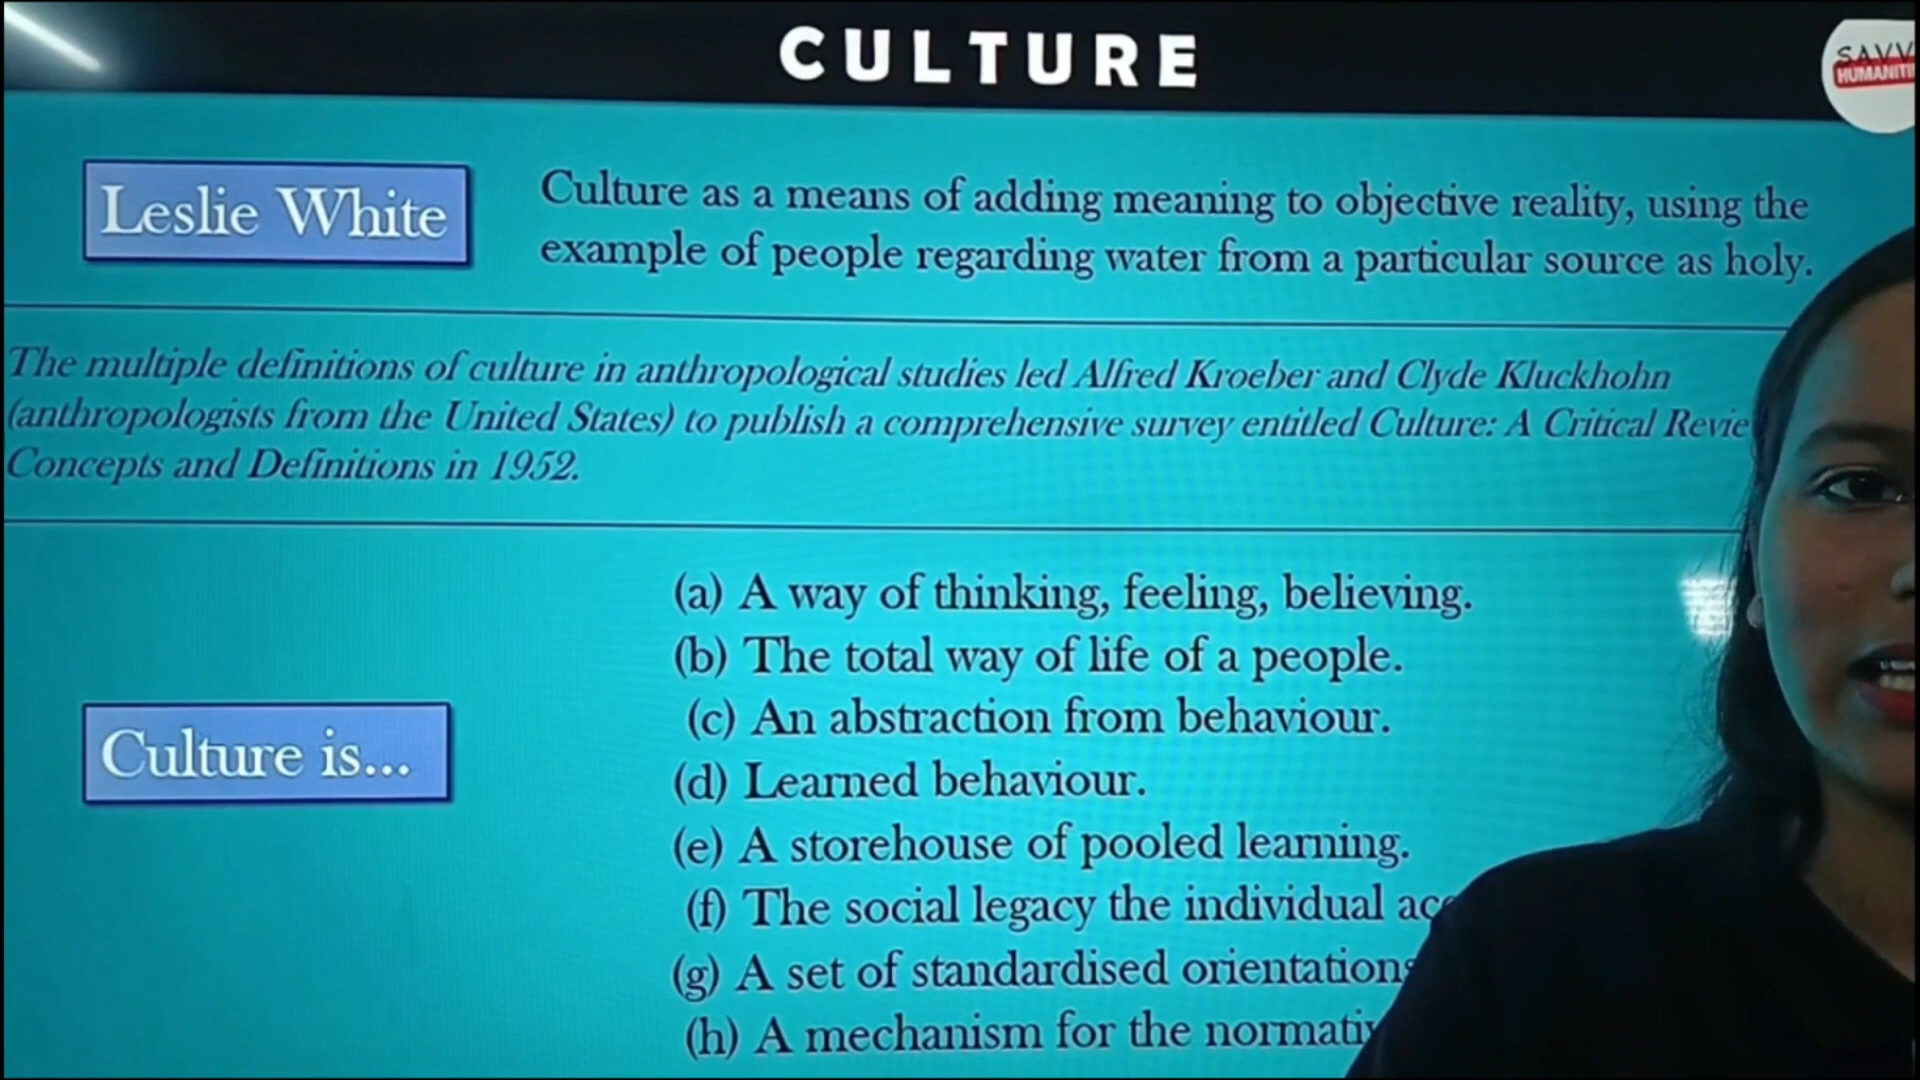 CULTURE
SAVV
HUMANITI
Leslie White
Culture as a means of adding meaning to objective reality, using the
example of people regarding water from a particular source as holy.
The multiple definitions of culture in anthropological studies led Alfred Kroeber and Clyde Kluckhohn
(anthropologists from the United States) to publish a comprehensive survey entitled Culture: A Critical Revie
Concepts and Definitions in 1952.
Culture is...
(a) A way of thinking, feeling, believing.
(b) The total way of life of a people.
(c) An abstraction from behaviour.
(d) Learned behaviour.
(e) A storehouse of pooled learning.
(f) The social legacy the individual
(g) A set of standardised orientations
(h) A mechanism for the